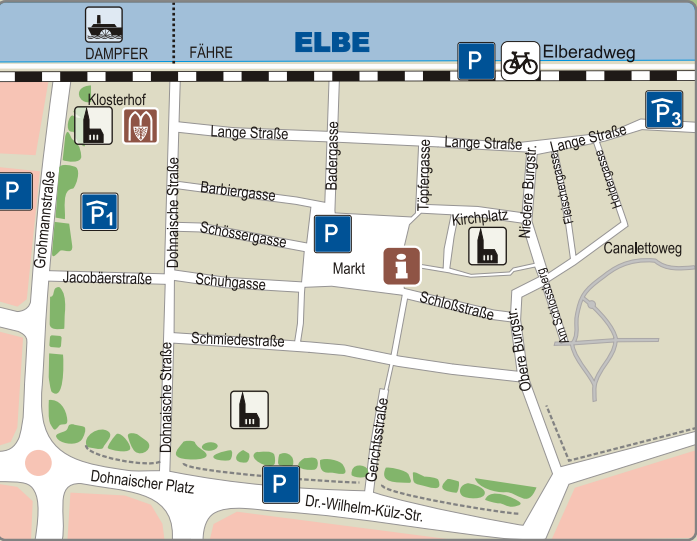 DAMPFER
FÄHRE
ELBE
P
Elberadweg
Klosterhof
P3
Lange Straße
Lange Straße
Lange Straße
P
P1
Grohmannstraße
Dohnaische Straße
Barbiergasse
Badergasse
Töpfergasse
Niedere Burgstr.
Fleischergasse
Holdergasse
Schössergasse
P
Kirchplatz
Canalettoweg
Markt
i
Jacobäerstraße
Schuhgasse
Schloßstraße
Am Schlossberg
Obere Burgstr.
Schmiedestraße
Dohnaische Straße
Gerichtsstraße
Dohnaischer Platz
P
Dr.-Wilhelm-Külz-Str.